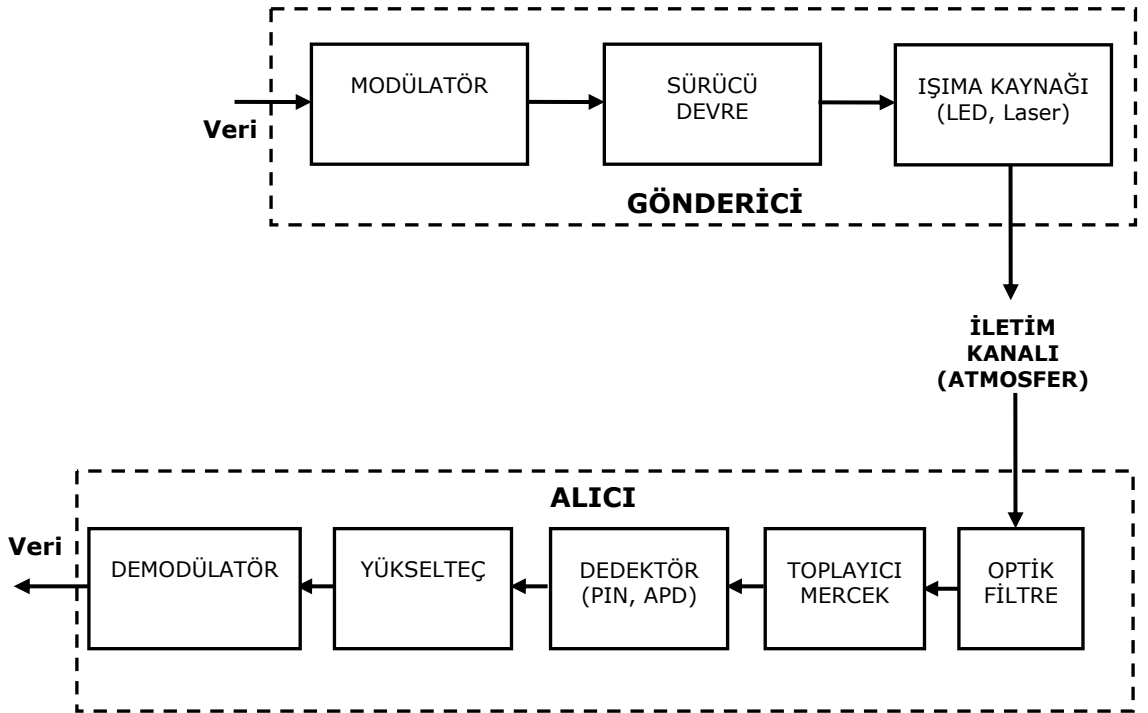 MODÜLATÖR
SÜRÜCÜ
DEVRE
IŞIMA KAYNAĞI
(LED, Laser)
Veri
GÖNDERİCİ
İLETİM
KANALI
(ATMOSFER)
ALICI
Veri
DEMODÜLATÖR
YÜKSELTEÇ
DEDEKTÖR
(PIN, APD)
TOPLAYICI
MERCEK
OPTİK
FİLTRE